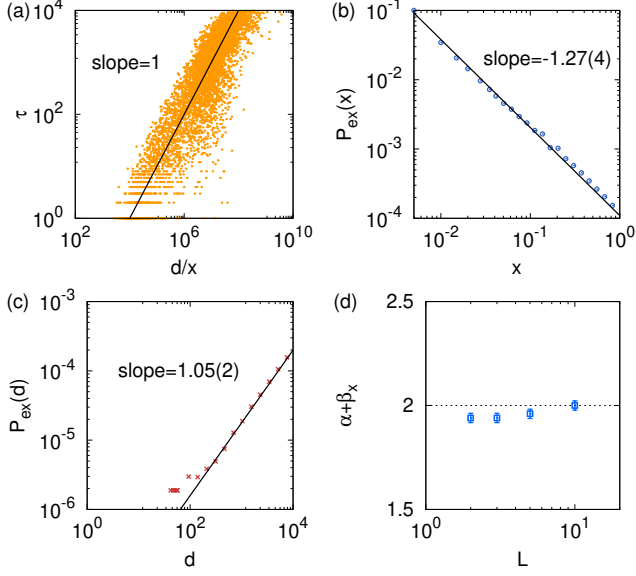 (a)
10^4
10^2
10^0
τ
slope=1
10^2
10^6
10^10
d/x
(b)
10^-1
10^-2
10^-3
10^-4
P_ex(x)
slope=-1.27(4)
10^-2
10^-1
10^0
x
(c)
10^-3
10^-4
10^-5
10^-6
P_ex(d)
slope=1.05(2)
10^0
10^2
10^4
d
(d)
2.5
2
1.5
α+β_x
10^0
10^1
L